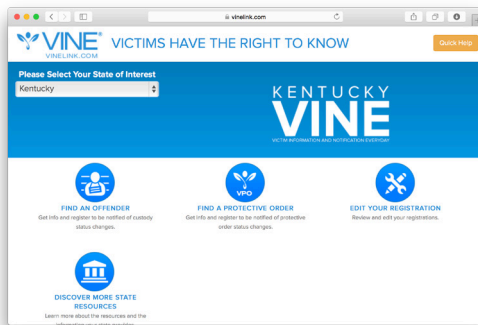 vinelink.com
VINE®
VINELINK.COM
VICTIMS HAVE THE RIGHT TO KNOW
Quick Help
Please Select Your State of Interest
Kentucky
KENTUCKY
VINE
VICTIM INFORMATION AND NOTIFICATION EVERYDAY
FIND AN OFFENDER
Get info and register to be notified of custody
status changes.
VPO
FIND A PROTECTIVE ORDER
Get info and register to be notified of protective
order status changes.
EDIT YOUR REGISTRATION
Review and edit your registrations.
DISCOVER MORE STATE
RESOURCES
Learn more about the resources and the